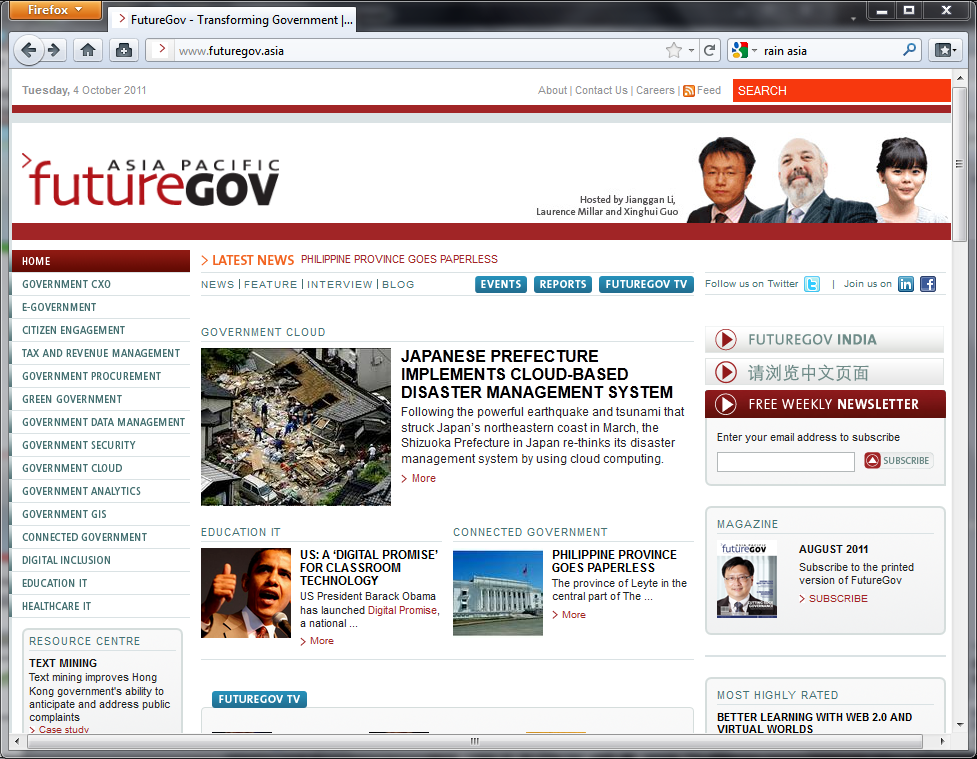 Firefox
FutureGov - Transforming Government |...
www.futuregov.asia
rain asia
Tuesday, 4 October 2011
About | Contact Us | Careers | Feed
SEARCH
ASIA PACIFIC
futureGOV
Hosted by Jianggan Li,
Laurence Millar and Xinghui Guo
HOME
GOVERNMENT CXO
E-GOVERNMENT
CITIZEN ENGAGEMENT
TAX AND REVENUE MANAGEMENT
GOVERNMENT PROCUREMENT
GREEN GOVERNMENT
GOVERNMENT DATA MANAGEMENT
GOVERNMENT SECURITY
GOVERNMENT CLOUD
GOVERNMENT ANALYTICS
GOVERNMENT GIS
CONNECTED GOVERNMENT
DIGITAL INCLUSION
EDUCATION IT
HEALTHCARE IT
RESOURCE CENTRE
TEXT MINING
Text mining improves Hong
Kong government's ability to
anticipate and address public
complaints
> Case study
> LATEST NEWS PHILIPPINE PROVINCE GOES PAPERLESS
NEWS | FEATURE | INTERVIEW | BLOG
EVENTS REPORTS FUTUREGOV TV
GOVERNMENT CLOUD
JAPANESE PREFECTURE
IMPLEMENTS CLOUD-BASED
DISASTER MANAGEMENT SYSTEM
Following the powerful earthquake and tsunami that
struck Japan's northeastern coast in March, the
Shizuoka Prefecture in Japan re-thinks its disaster
management system by using cloud computing.
> More
EDUCATION IT
US: A ‘DIGITAL PROMISE’
FOR CLASSROOM
TECHNOLOGY
US President Barack Obama
has launched Digital Promise,
a national ...
> More
CONNECTED GOVERNMENT
PHILIPPINE PROVINCE
GOES PAPERLESS
The province of Leyte in the
central part of The ...
> More
FUTUREGOV TV
Follow us on Twitter | Join us on
FUTUREGOV INDIA
请浏览中文页面
FREE WEEKLY NEWSLETTER
Enter your email address to subscribe
SUBSCRIBE
MAGAZINE
futureGOV
AUGUST 2011
Subscribe to the printed
version of FutureGov
> SUBSCRIBE
MOST HIGHLY RATED
BETTER LEARNING WITH WEB 2.0 AND
VIRTUAL WORLDS